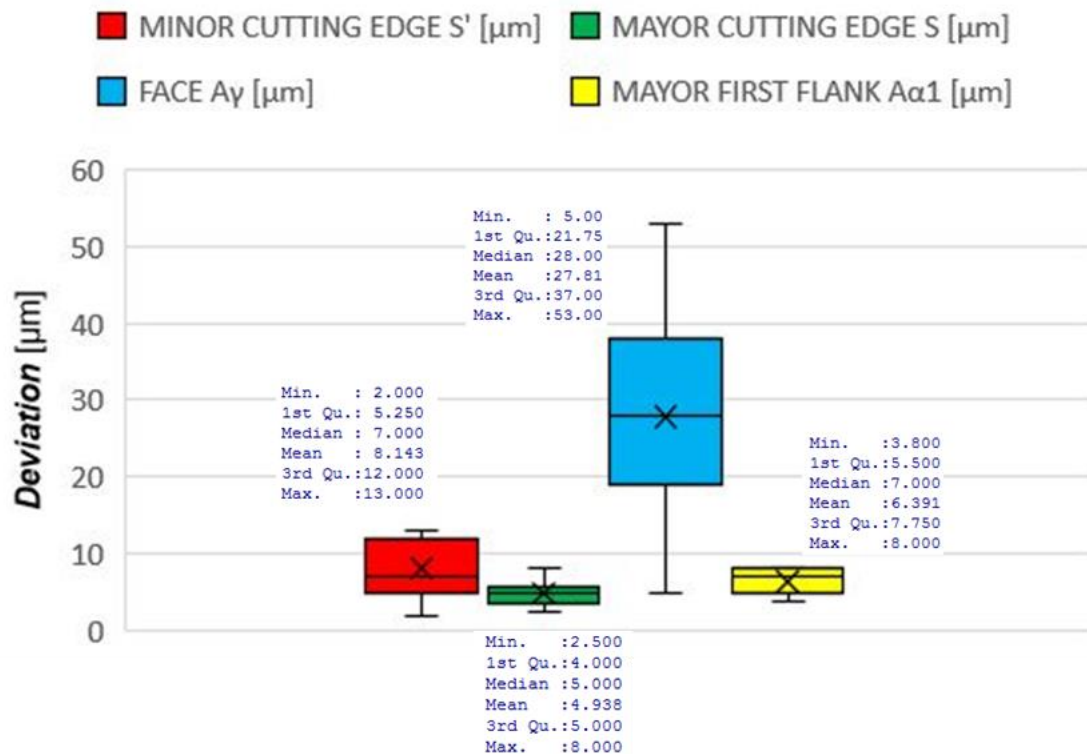 MINOR CUTTING EDGE S' [µm]
MAYOR CUTTING EDGE S [µm]
FACE Aγ [µm]
MAYOR FIRST FLANK Aα1 [µm]
Deviation [µm]
60
50
40
30
20
10
0
Min.   : 2.000
1st Qu.: 5.250
Median : 7.000
Mean   : 8.143
3rd Qu.:12.000
Max.   :13.000
Min.   :2.500
1st Qu.:4.000
Median :5.000
Mean   :4.938
3rd Qu.:5.000
Max.   :8.000
Min.   : 5.00
1st Qu.:21.75
Median :28.00
Mean   :27.81
3rd Qu.:37.00
Max.   :53.00
Min.   :3.800
1st Qu.:5.500
Median :7.000
Mean   :6.391
3rd Qu.:7.750
Max.   :8.000